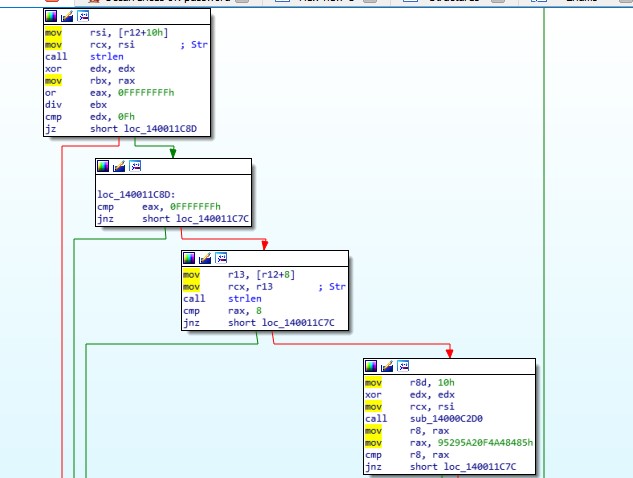 mov rsi, [r12+10h]
mov rcx, rsi ; Str
call strlen
xor edx, edx
mov rbx, rax
or eax, 0FFFFFFFFh
div ebx
cmp edx, 0Fh
jz short loc_140011C8D
loc_140011C8D:
cmp eax, 0FFFFFFFh
jnz short loc_140011C7C
mov r13, [r12+8]
mov rcx, r13 ; Str
call strlen
cmp rax, 8
jnz short loc_140011C7C
mov r8d, 10h
xor edx, edx
mov rcx, rsi
call sub_14000C2D0
mov r8, rax
mov rax, 95295A20F4A48485h
cmp r8, rax
jnz short loc_140011C7C